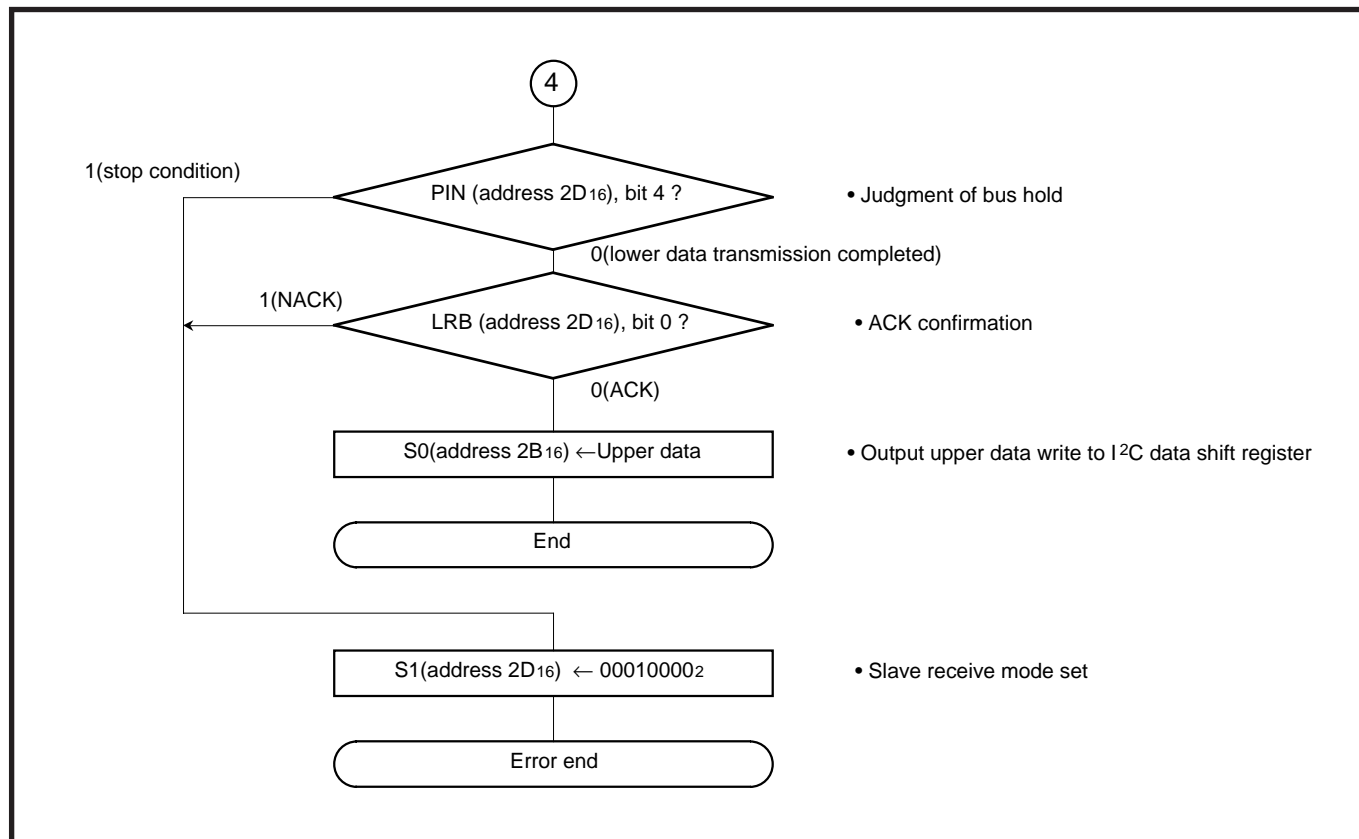 4
1(stop condition)
PIN (address 2D16), bit 4 ?
• Judgment of bus hold
0(lower data transmission completed)
1(NACK)
LRB (address 2D16), bit 0 ?
• ACK confirmation
0(ACK)
S0(address 2B16) ←Upper data
• Output upper data write to I2C data shift register
End
S1(address 2D16) ← 000100002
• Slave receive mode set
Error end